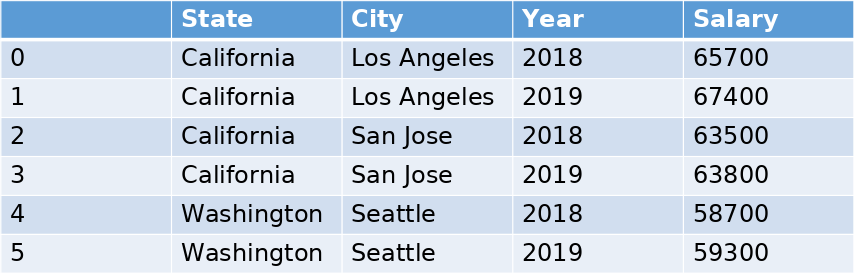 State City Year Salary
0 California Los Angeles 2018 65700
1 California Los Angeles 2019 67400
2 California San Jose 2018 63500
3 California San Jose 2019 63800
4 Washington Seattle 2018 58700
5 Washington Seattle 2019 59300